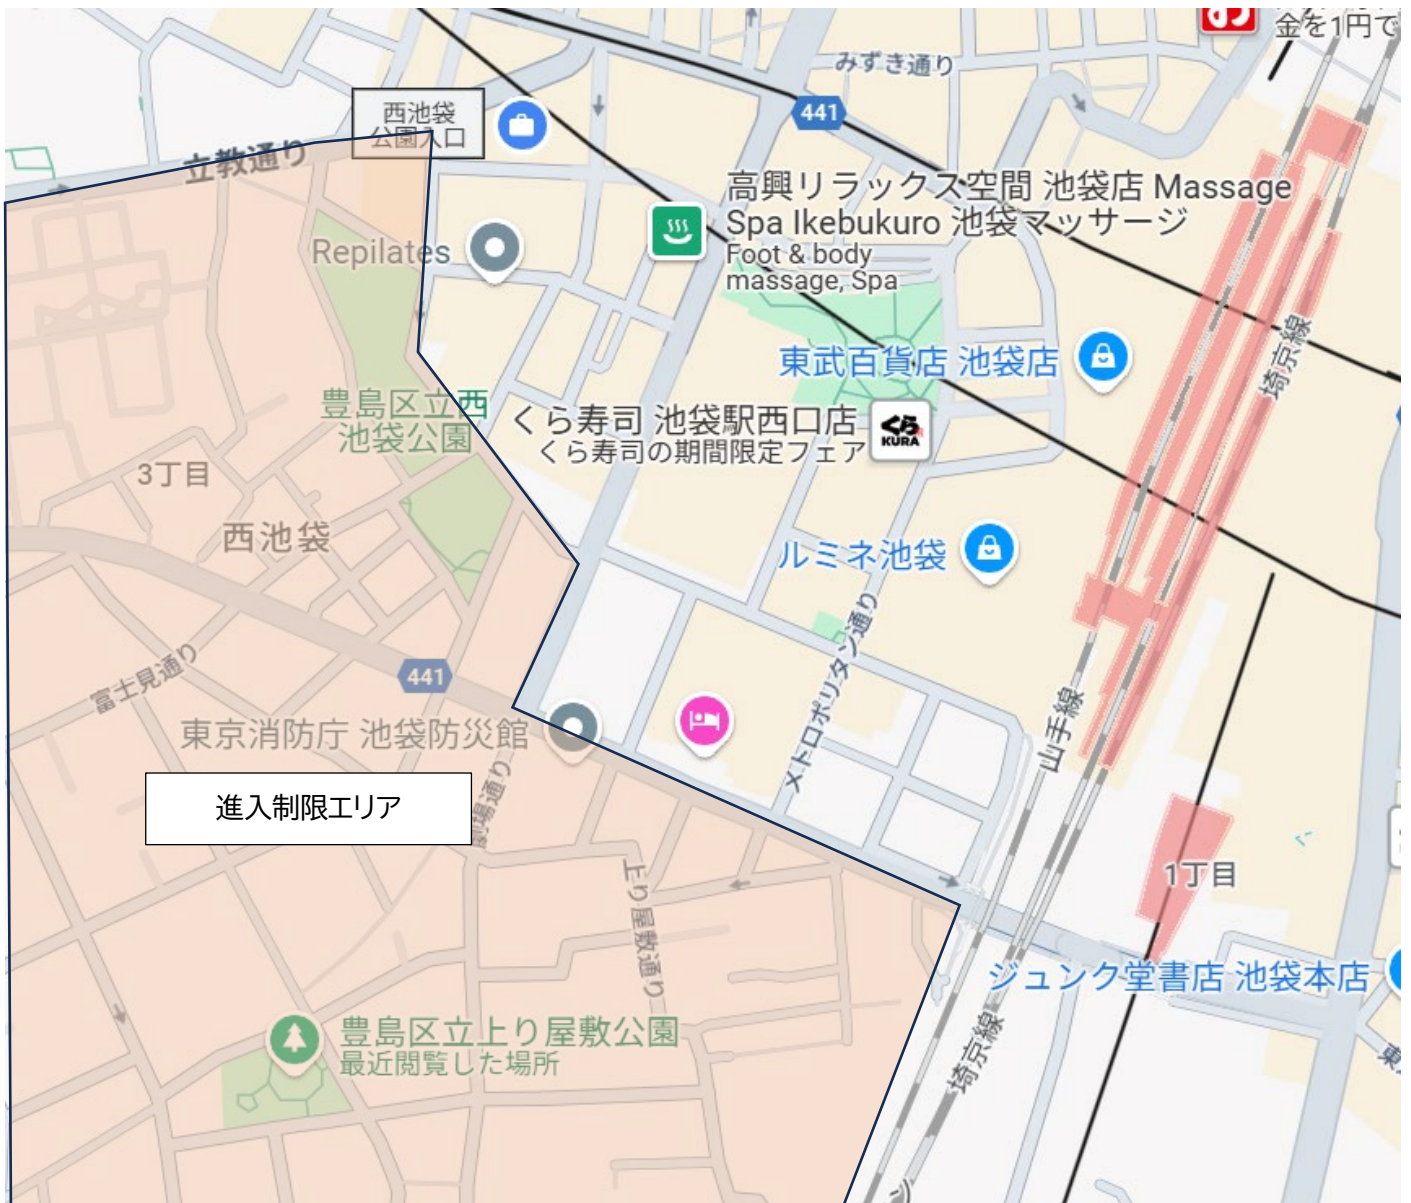 金を1円で
みずき通り
441
西池袋
公園入口
立教通り
高興リラックス空間 池袋店 Massage
Spa Ikebukuro 池袋マッサージ
Foot & body
massage, Spa
Repilates
埼京線
東武百貨店 池袋店
豊島区立西
池袋公園
くら寿司 池袋駅西口店
くら寿司の期間限定フェア
くら
KURA
3丁目
西池袋
ルミネ池袋
メトロポリタン通り
富士見通り
441
山手線
東京消防庁 池袋防災館
劇場通り
進入制限エリア
上り屋敷通り
1丁目
ジュンク堂書店 池袋本店
豊島区立上り屋敷公園
最近閲覧した場所
埼京線